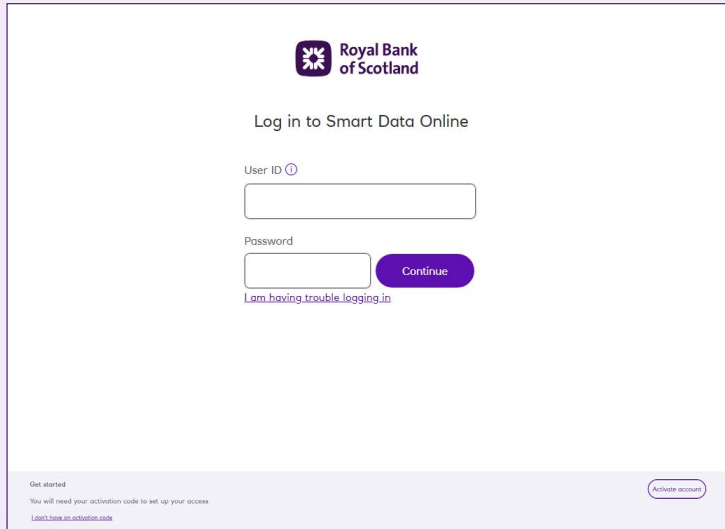 Royal Bank
of Scotland
Log in to Smart Data Online
User ID
Password
Continue
I am having trouble logging in
Get started
You will need your activation code to set up your access
I don't have an activation code
Activate account